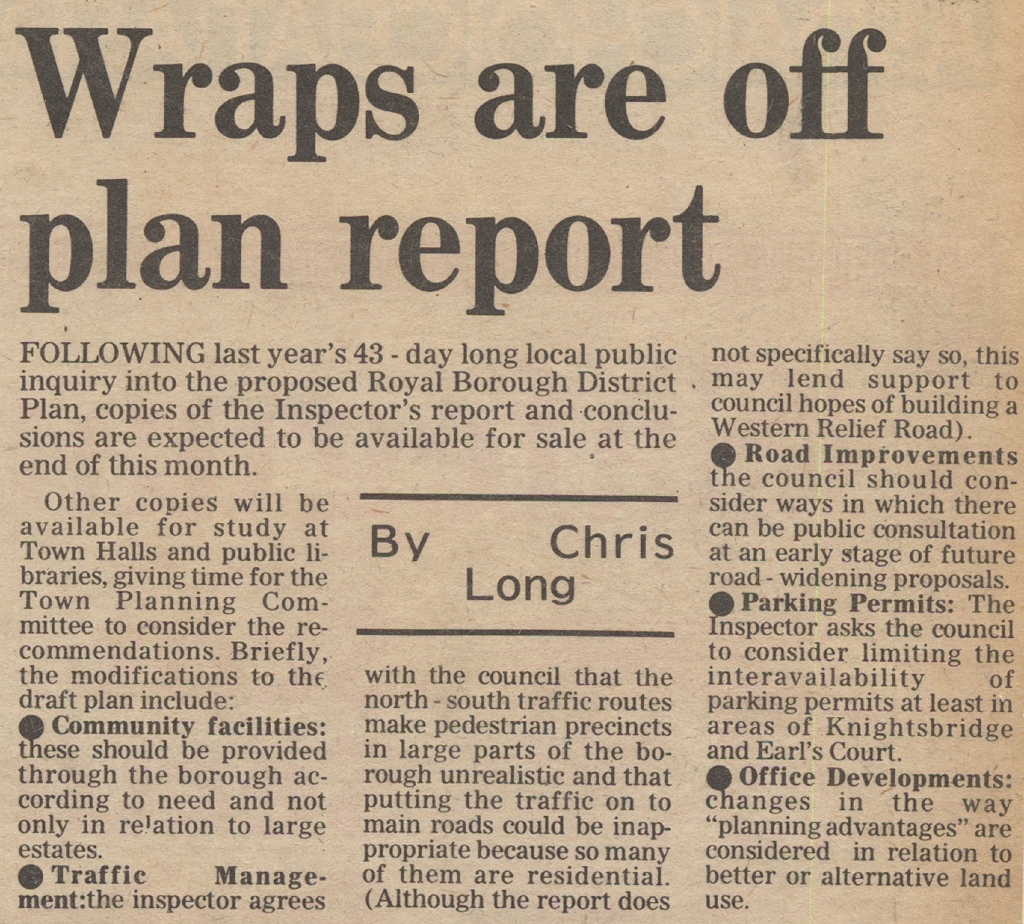 Wraps are off
plan report
FOLLOWING last year's 43 - day long local public
inquiry into the proposed Royal Borough District
Plan, copies of the Inspector's report and conclu-
sions are expected to be available for sale at the
end of this month.
Other copies will be
available for study at
Town Halls and public li-
braries, giving time for the
Town Planning Com-
mittee to consider the re-
commendations. Briefly,
the modifications to the
draft plan include:
● Community facilities:
these should be provided
through the borough ac-
cording to need and not
only in relation to large
estates.
● Traffic Manage-
ment:the inspector agrees
By Chris
Long
with the council that the
north - south traffic routes
make pedestrian precincts
in large parts of the bo-
rough unrealistic and that
putting the traffic on to
main roads could be inap-
propriate because so many
of them are residential.
(Although the report does
not specifically say so, this
may lend support to
council hopes of building a
Western Relief Road).
● Road Improvements
the council should con-
sider ways in which there
can be public consultation
at an early stage of future
road - widening proposals.
● Parking Permits: The
Inspector asks the council
to consider limiting the
interavailability of
parking permits at least in
areas of Knightsbridge
and Earl's Court.
● Office Developments:
changes in the way
"planning advantages" are
considered in relation to
better or alternative land
use.